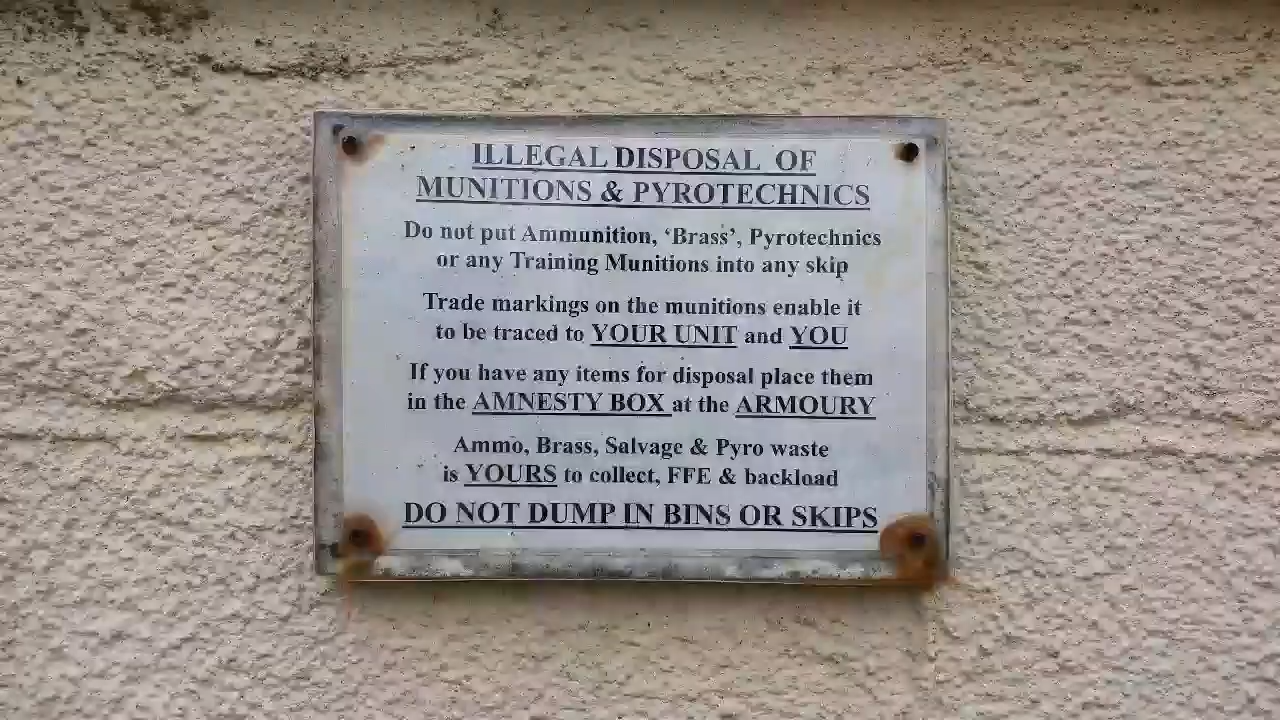 ILLEGAL DISPOSAL OF
MUNITIONS & PYROTECHNICS
Do not put Ammunition, ‘Brass’, Pyrotechnics
or any Training Munitions into any skip
Trade markings on the munitions enable it
to be traced to YOUR UNIT and YOU
If you have any items for disposal place them
in the AMNESTY BOX at the ARMOURY
Ammo, Brass, Salvage & Pyro waste
is YOURS to collect, FFE & backload
DO NOT DUMP IN BINS OR SKIPS